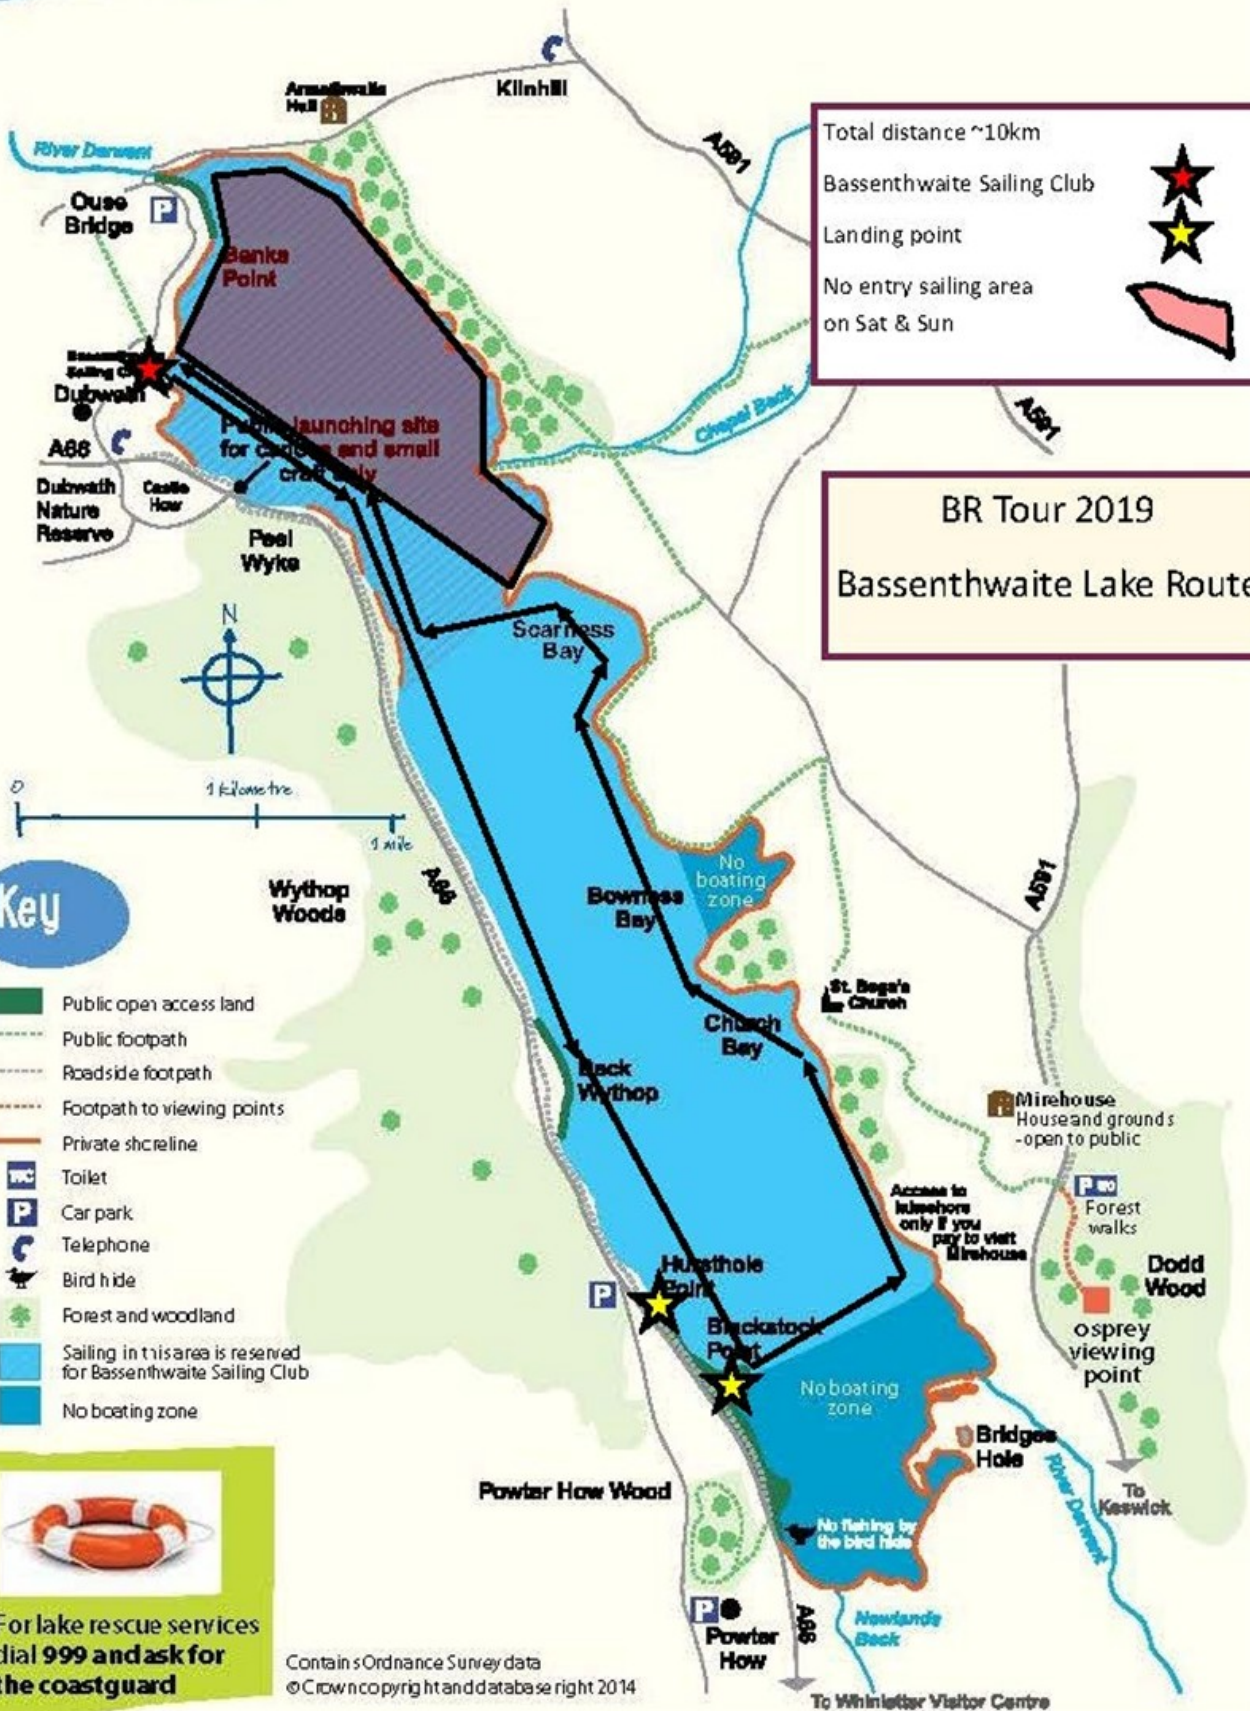 Armathwaite
Hall
Kilnhill
River Derwent
Ouse
Bridge
P
A591
Total distance ~10km
Bassenthwaite Sailing Club
Landing point
No entry sailing area
on Sat & Sun
Banks
Point
Bassenthwaite
Sailing Club
Dubwath
A66
Dubwath
Nature
Reserve
Castle
How
Public launching site
for canoes and small
craft only
Peel
Wyke
Chapel Beck
A591
BR Tour 2019
Bassenthwaite Lake Route
N
Scarness
Bay
0
1 kilometre
1 mile
A66
Wythop
Woods
Bowness
Bay
No
boating
zone
A591
St. Bega's
Church
Church
Bay
Key
Public open access land
Public footpath
Roadside footpath
Footpath to viewing points
Private shoreline
WC
Toilet
P
Car park
Telephone
Bird hide
Forest and woodland
Sailing in this area is reserved
for Bassenthwaite Sailing Club
No boating zone
Beck
Wythop
Mirehouse
House and grounds
-open to public
P WC
Forest
walks
Access to
lakeshore
only if you
pay to visit
Mirehouse
Dodd
Wood
osprey
viewing
point
Hursthole
Point
P
Blackstock
Point
No boating
zone
Bridges
Hole
River Derwent
To
Keswick
Powter How Wood
No fishing by
the bird hide
P
Powter
How
A66
Newlands
Beck
To Whinlatter Visitor Centre
For lake rescue services
dial 999 and ask for
the coastguard
Contains Ordnance Survey data
© Crown copyright and database right 2014